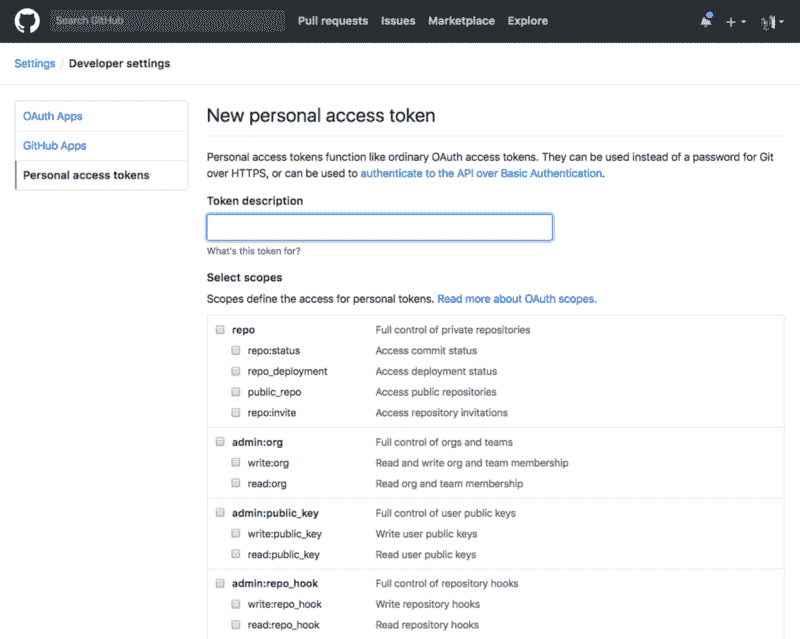 Search GitHub Pull requests Issues Marketplace Explore
Settings / Developer settings
OAuth Apps
GitHub Apps
Personal access tokens
New personal access token
Personal access tokens function like ordinary OAuth access tokens. They can be used instead of a password for Git
over HTTPS, or can be used to authenticate to the API over Basic Authentication.
Token description
What's this token for?
Select scopes
Scopes define the access for personal tokens. Read more about OAuth scopes.
repo Full control of private repositories
repo:status Access commit status
repo_deployment Access deployment status
public_repo Access public repositories
repo:invite Access repository invitations
admin:org Full control of orgs and teams
write:org Read and write org and team membership
read:org Read org and team membership
admin:public_key Full control of user public keys
write:public_key Write user public keys
read:public_key Read user public keys
admin:repo_hook Full control of repository hooks
write:repo_hook Write repository hooks
read:repo_hook Read repository hooks